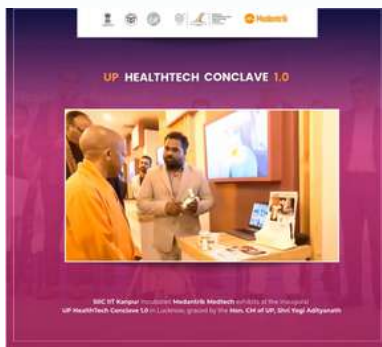 Medantrik
UP HEALTHTECH CONCLAVE 1.0
SIIC IIT Kanpur incubated Medantrik Medtech exhibits at the inaugural
UP HealthTech Conclave 1.0 in Lucknow, graced by the Hon. CM of UP, Shri Yogi Adityanath